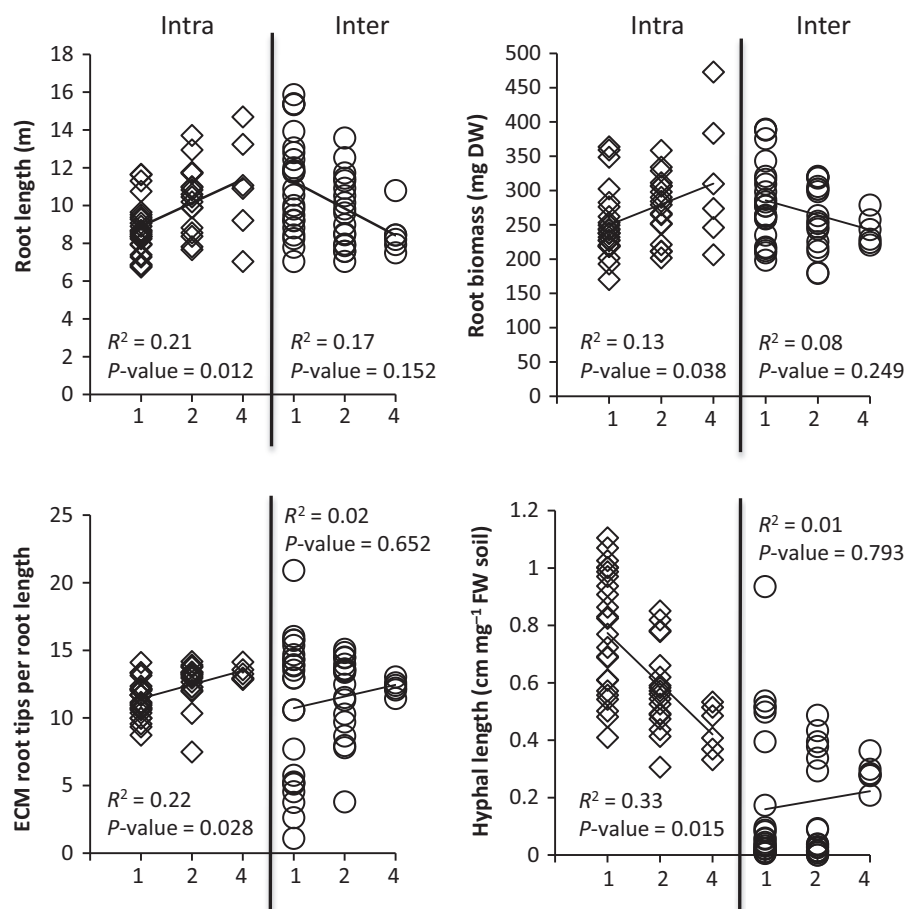 Intra Inter
Root length (m)
18
16
14
12
10
8
6
4
2
0
R² = 0.21
P-value = 0.012
R² = 0.17
P-value = 0.152
1 2 4 1 2 4
Intra Inter
Root biomass (mg DW)
500
450
400
350
300
250
200
150
100
50
0
R² = 0.13
P-value = 0.038
R² = 0.08
P-value = 0.249
1 2 4 1 2 4
ECM root tips per root length
25
20
15
10
5
0
R² = 0.22
P-value = 0.028
R² = 0.02
P-value = 0.652
1 2 4 1 2 4
Hyphal length (cm mg⁻¹ FW soil)
1.2
1
0.8
0.6
0.4
0.2
0
R² = 0.33
P-value = 0.015
R² = 0.01
P-value = 0.793
1 2 4 1 2 4